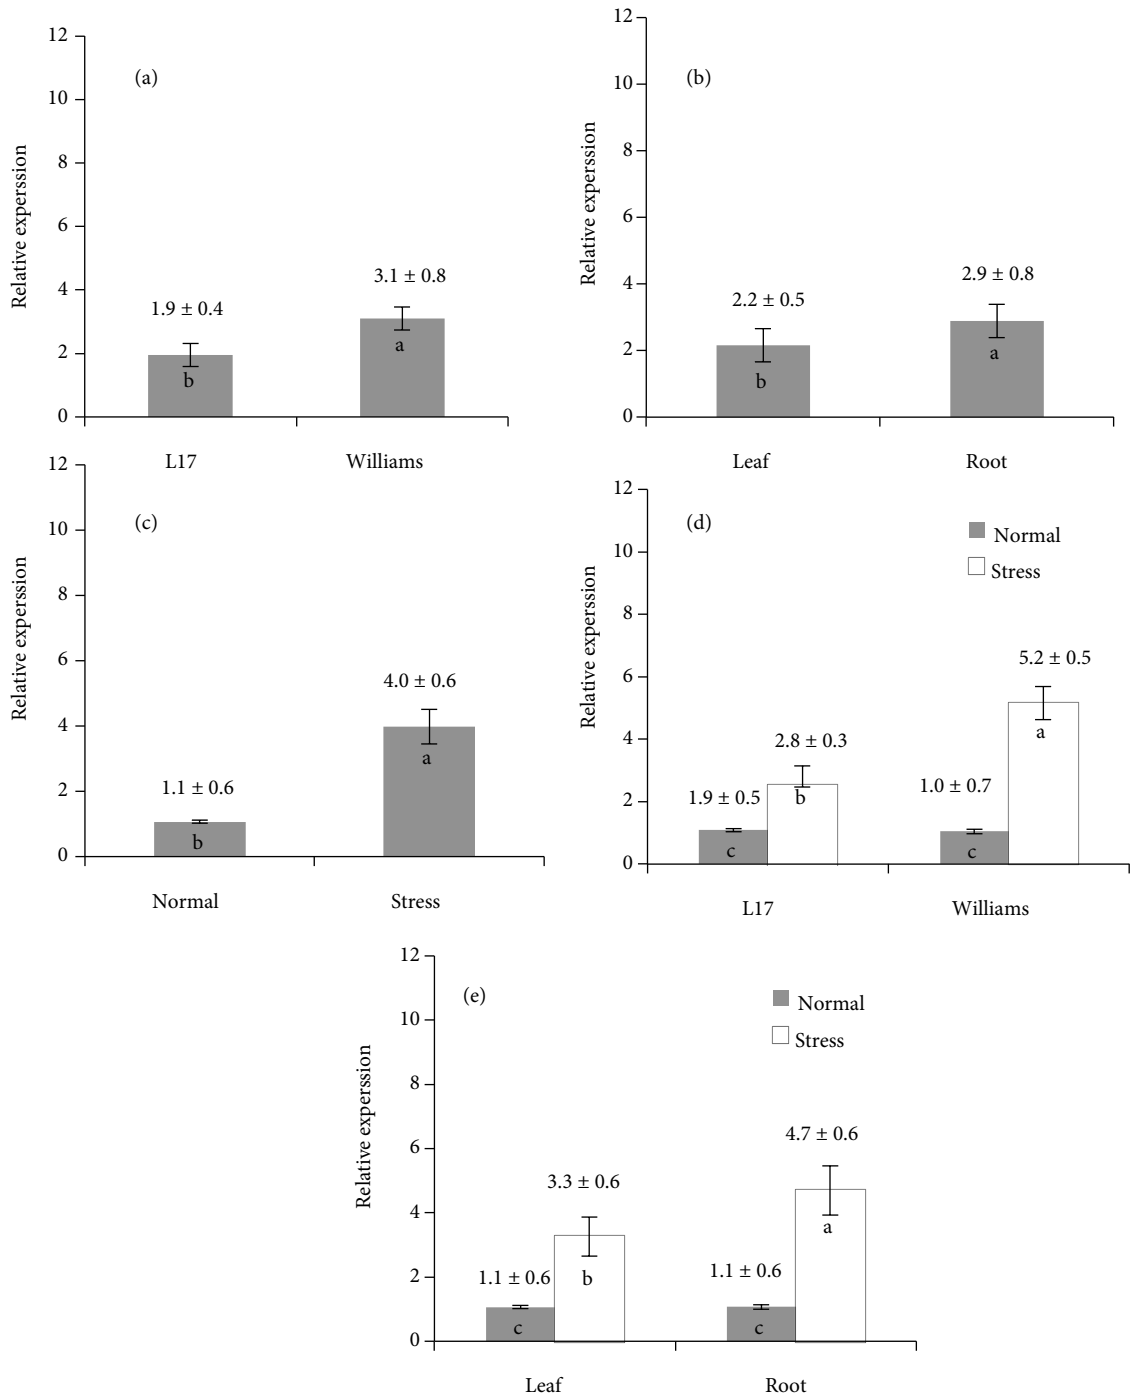 (a)
Relative experssion
12
10
8
6
4
2
0
1.9 ± 0.4
b
3.1 ± 0.8
a
L17
Williams
(b)
Relative experssion
12
10
8
6
4
2
0
2.2 ± 0.5
b
2.9 ± 0.8
a
Leaf
Root
(c)
Relative experssion
12
10
8
6
4
2
0
1.1 ± 0.6
b
4.0 ± 0.6
a
Normal
Stress
(d)
Normal
Stress
Relative experssion
12
10
8
6
4
2
0
1.9 ± 0.5
c
2.8 ± 0.3
b
1.0 ± 0.7
c
5.2 ± 0.5
a
L17
Williams
(e)
Normal
Stress
Relative experssion
12
10
8
6
4
2
0
1.1 ± 0.6
c
3.3 ± 0.6
b
1.1 ± 0.6
c
4.7 ± 0.6
a
Leaf
Root